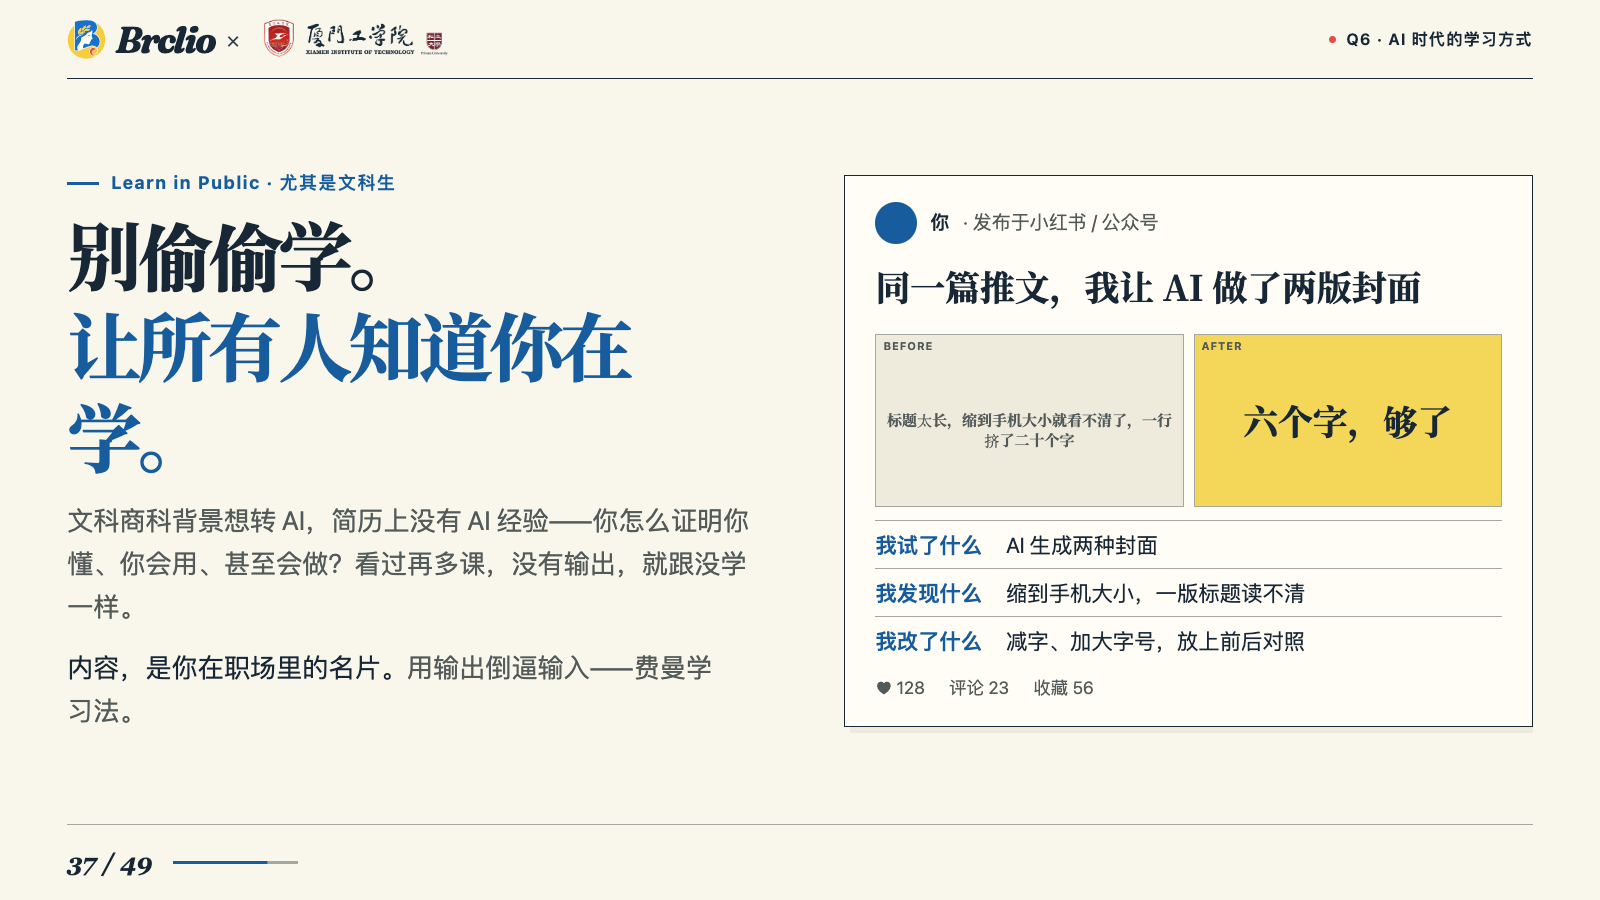 Brclio ×
厦门工学院
XIAMEN INSTITUTE OF TECHNOLOGY
Q6 · AI 时代的学习方式
Learn in Public · 尤其是文科生
别偷偷学。
让所有人知道你在
学。
文科商科背景想转 AI，简历上没有 AI 经验——你怎么证明你
懂、你会用、甚至会做？看过再多课，没有输出，就跟没学
一样。
内容，是你在职场里的名片。用输出倒逼输入——费曼学
习法。
你 · 发布于小红书 / 公众号
同一篇推文，我让 AI 做了两版封面
BEFORE
标题太长，缩到手机大小就看不清了，一行
挤了二十个字
AFTER
六个字，够了
我试了什么 AI 生成两种封面
我发现什么 缩到手机大小，一版标题读不清
我改了什么 减字、加大字号，放上前后对照
♥ 128 评论 23 收藏 56
37 / 49